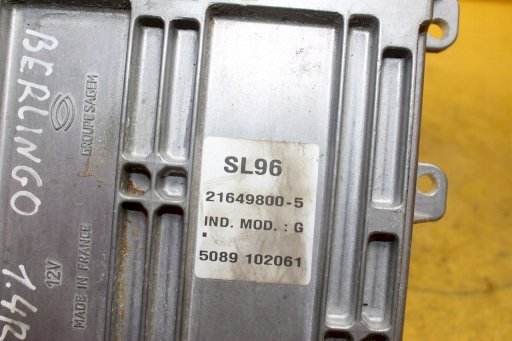 BERLINGO 1.4
GROUPE SAGEM
MADE IN FRANCE
12V
SL96
21649800-5
IND. MOD. : G
5089 102061